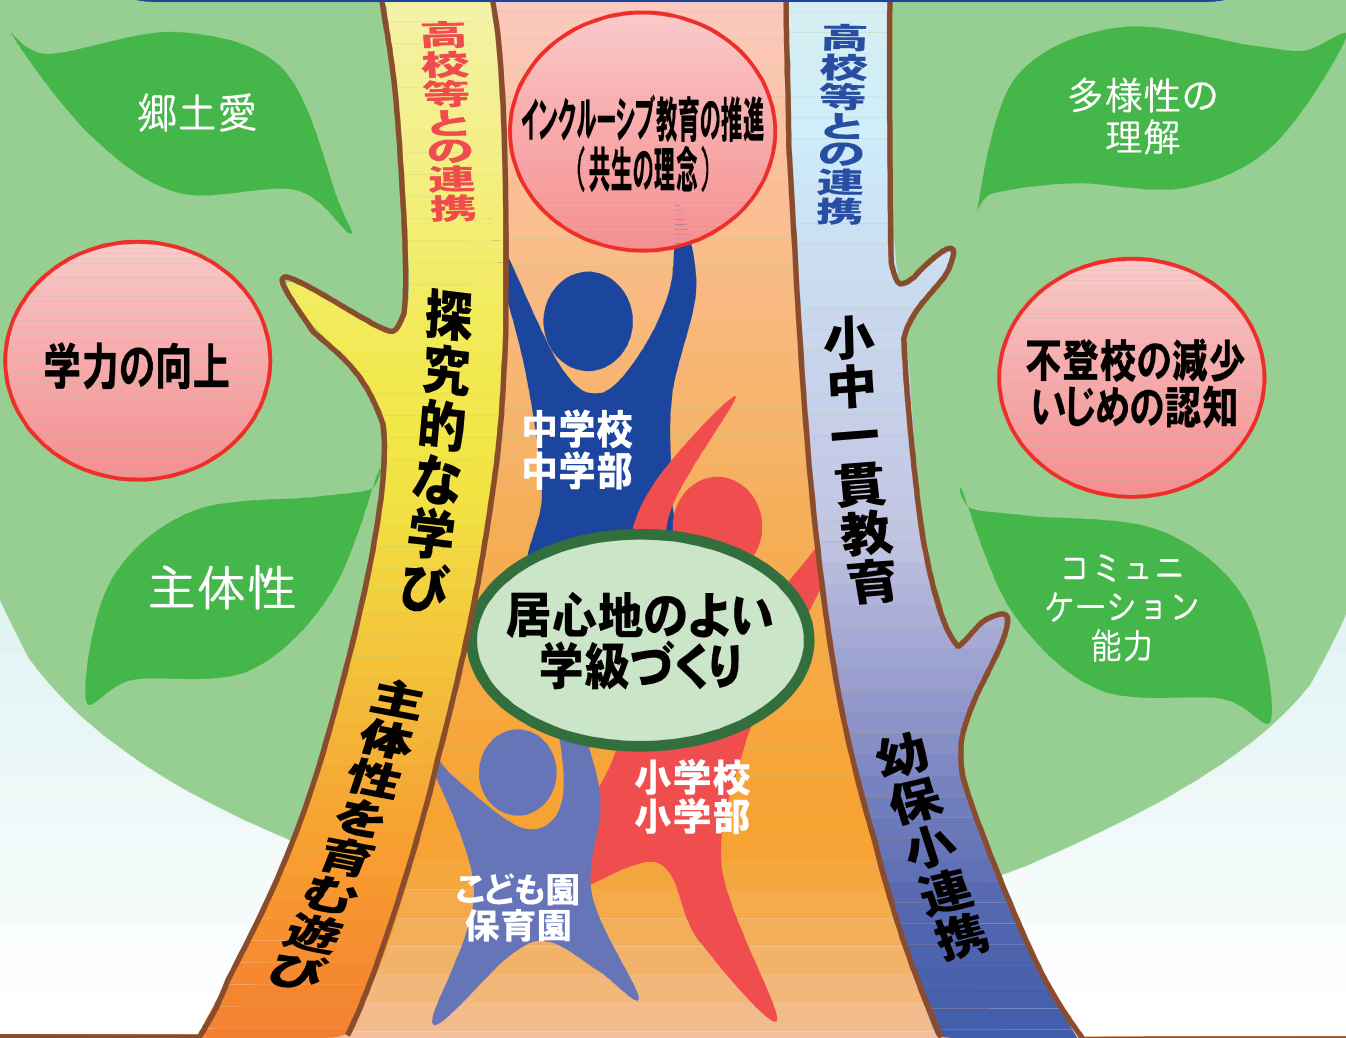 高校等との連携
高校等との連携
郷土愛
インクルーシブ教育の推進
（共生の理念）
多様性の
理解
学力の向上
探究的な学び
小中一貫教育
不登校の減少
いじめの認知
中学校
中学部
主体性
居心地のよい
学級づくり
コミュニ
ケーション
能力
主体性を育む遊び
小学校
小学部
幼保小連携
こども園
保育園